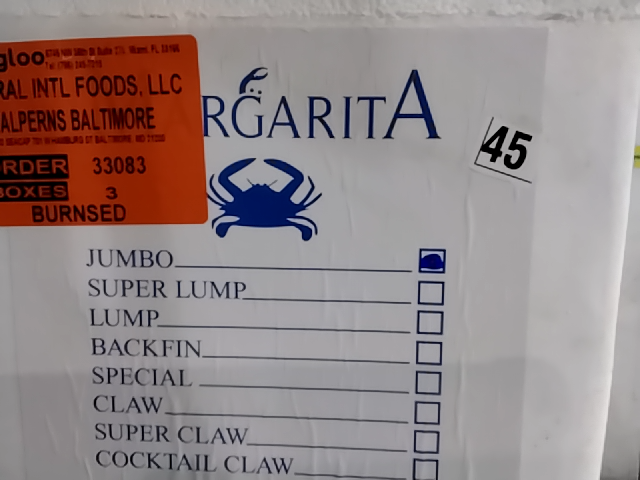 gloo
RAL INTL FOODS, LLC
ALPERNS BALTIMORE
RDER 33083
BOXES 3
BURNSED
RGARITA
45
JUMBO
SUPER LUMP
LUMP
BACKFIN
SPECIAL
CLAW
SUPER CLAW
COCKTAIL CLAW